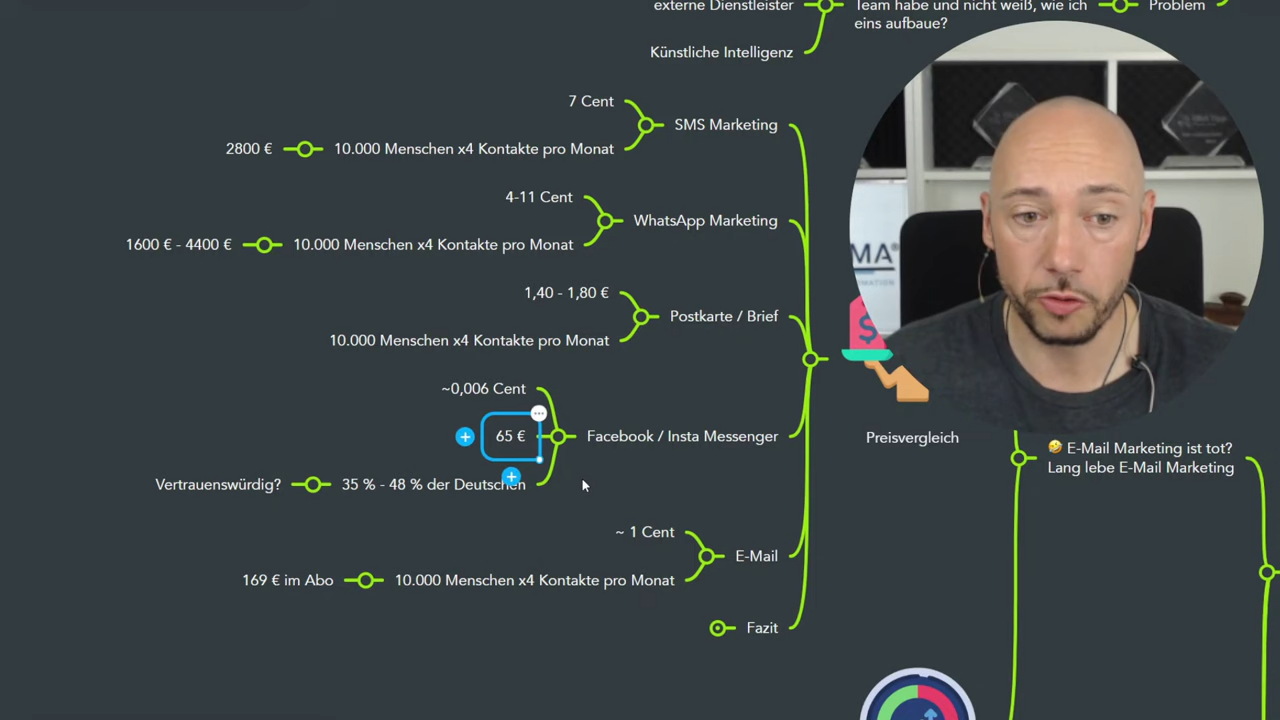 externe Dienstleister
Team habe und nicht weiß, wie ich
eins aufbaue?
Problem
Künstliche Intelligenz
7 Cent
SMS Marketing
2800 €
10.000 Menschen x4 Kontakte pro Monat
4-11 Cent
WhatsApp Marketing
1600 € - 4400 €
10.000 Menschen x4 Kontakte pro Monat
1,40 - 1,80 €
Postkarte / Brief
10.000 Menschen x4 Kontakte pro Monat
~0,006 Cent
65 €
Facebook / Insta Messenger
Vertrauenswürdig?
35 % - 48 % der Deutschen
~ 1 Cent
E-Mail
169 € im Abo
10.000 Menschen x4 Kontakte pro Monat
Fazit
MA
$
Preisvergleich
E-Mail Marketing ist tot?
Lang lebe E-Mail Marketing